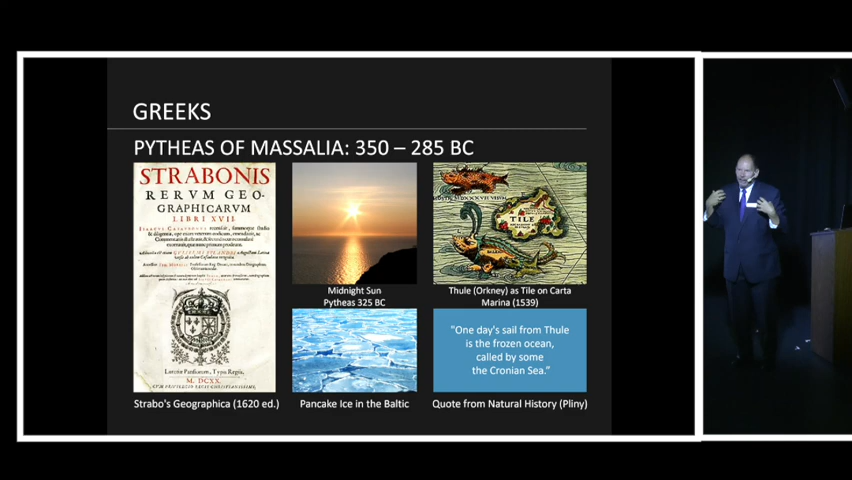 GREEKS
PYTHEAS OF MASSALIA: 350 – 285 BC
STRABONIS
RERVM GEO-
GRAPHICARVM
LIBRI XVII
M. DCXX.
TILE
Midnight Sun
Pytheas 325 BC
Thule (Orkney) as Tile on Carta
Marina (1539)
"One day's sail from Thule
is the frozen ocean,
called by some
the Cronian Sea.”
Strabo's Geographica (1620 ed.)
Pancake Ice in the Baltic
Quote from Natural History (Pliny)